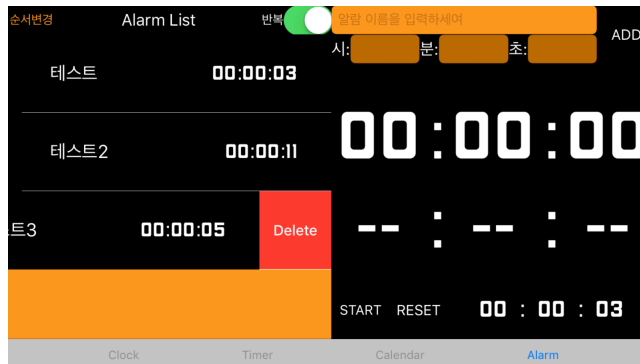 순서변경 Alarm List 반복
테스트 00:00:03
테스트2 00:00:11
트3 00:00:05 Delete
알람 이름을 입력하세여 ADD
시: 분: 초:
00:00:00
-- : -- : --
START RESET 00 : 00 : 03
Clock Timer Calendar Alarm